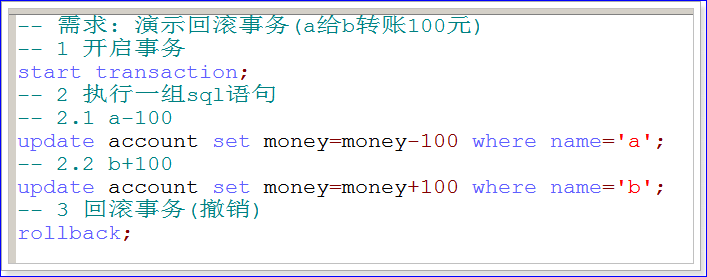 -- 需求: 演示回滚事务(a给b转账100元)
-- 1 开启事务
start transaction;
-- 2 执行一组sql语句
-- 2.1 a-100
update account set money=money-100 where name='a';
-- 2.2 b+100
update account set money=money+100 where name='b';
-- 3 回滚事务(撤销)
rollback;